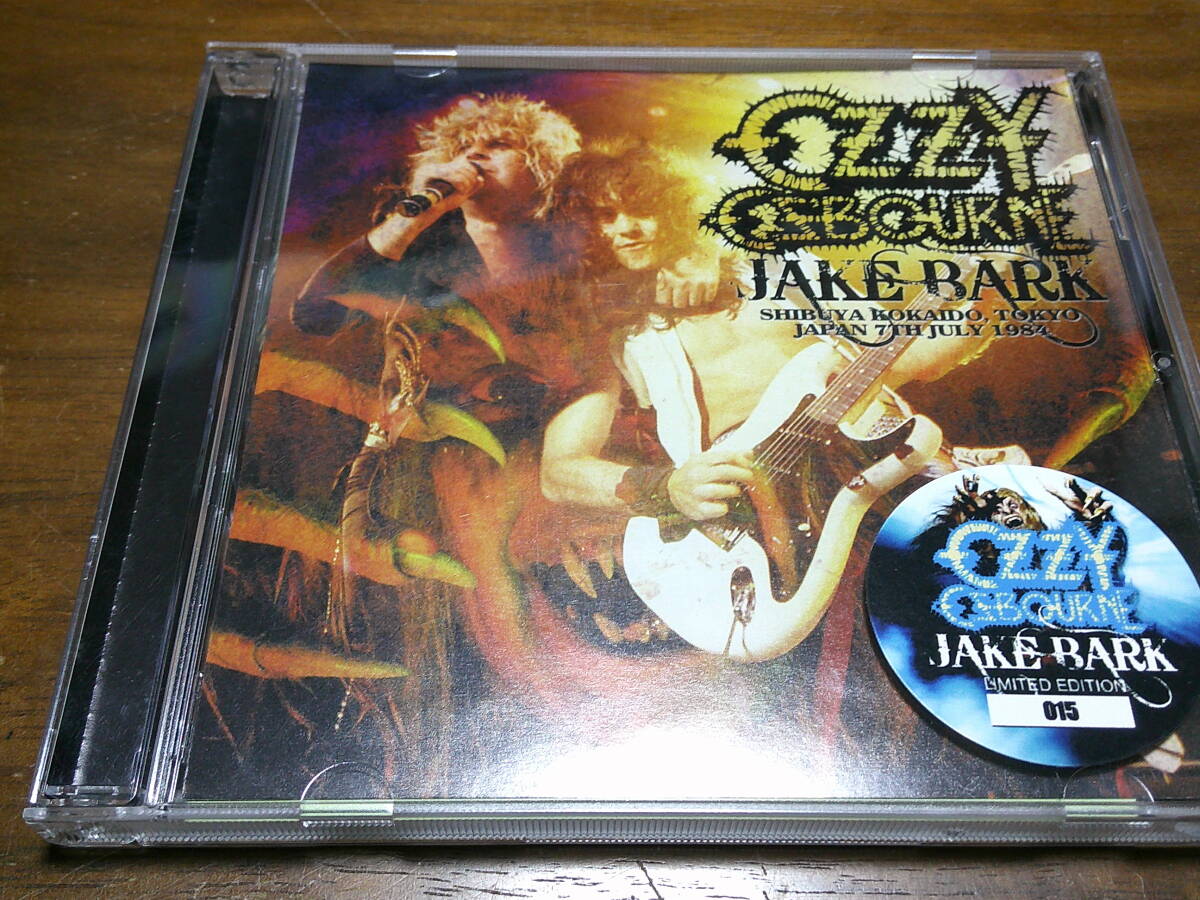 OZZY
OSBOURNE
JAKE BARK
SHIBUYA KOKAIDO, TOKYO
JAPAN 7TH JULY 1984
OZZY
OSBOURNE
JAKE BARK
LIMITED EDITION
015